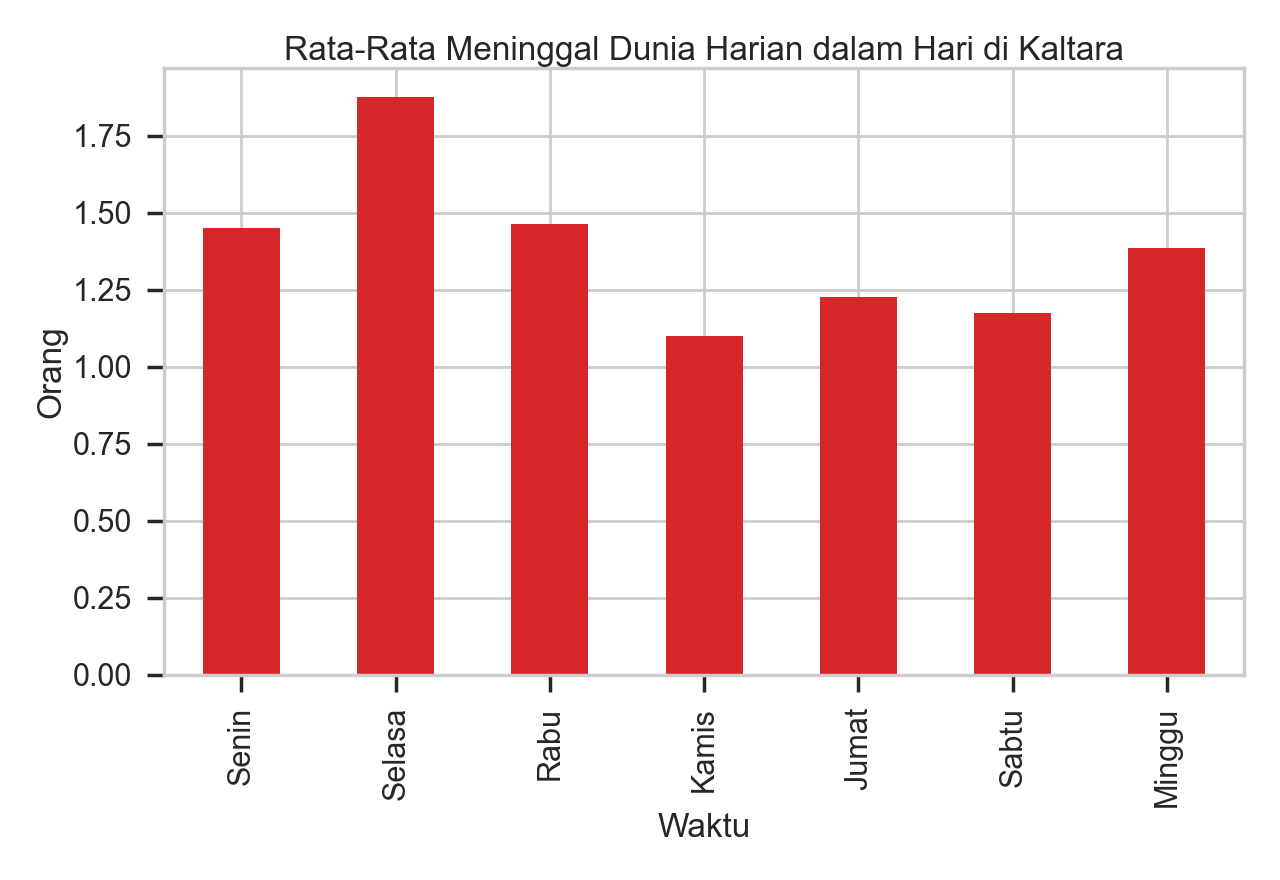 Rata-Rata Meninggal Dunia Harian dalam Hari di Kaltara
1.75
1.50
1.25
1.00
0.75
0.50
0.25
0.00
Orang
Senin
Selasa
Rabu
Kamis
Jumat
Sabtu
Minggu
Waktu